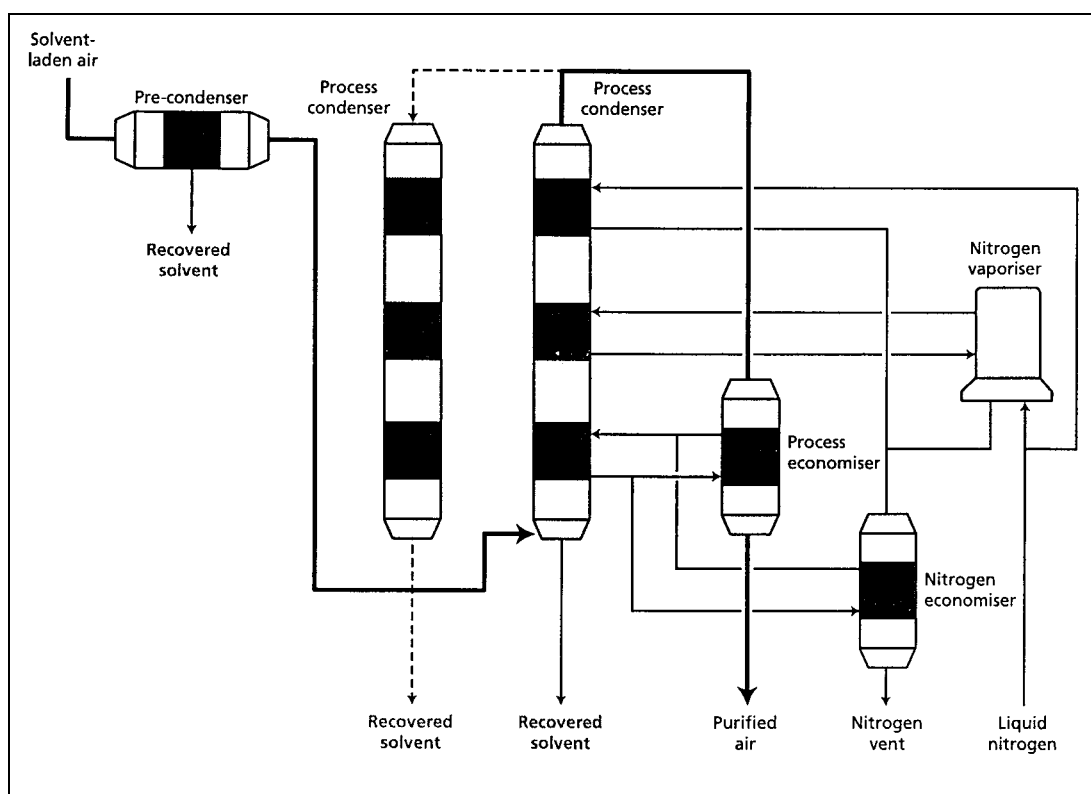 Solvent-
laden air
Pre-condenser
Recovered
solvent
Process
condenser
Process
condenser
Nitrogen
vaporiser
Process
economiser
Nitrogen
economiser
Recovered
solvent
Recovered
solvent
Purified
air
Nitrogen
vent
Liquid
nitrogen